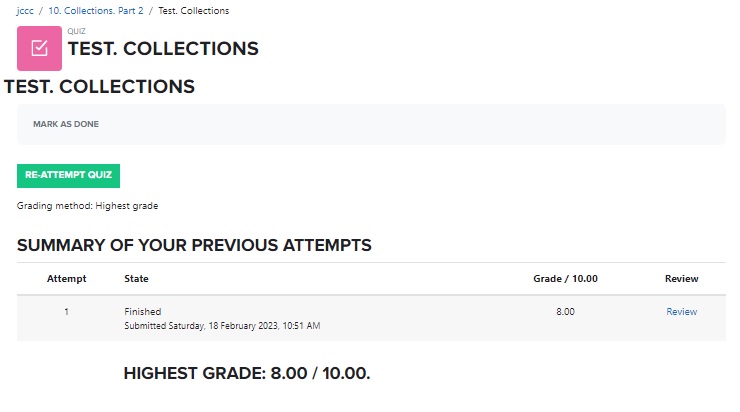 jccc / 10. Collections. Part 2 / Test. Collections
QUIZ
TEST. COLLECTIONS
TEST. COLLECTIONS
MARK AS DONE
RE-ATTEMPT QUIZ
Grading method: Highest grade
SUMMARY OF YOUR PREVIOUS ATTEMPTS
Attempt State Grade / 10.00 Review
1 Finished 8.00 Review
Submitted Saturday, 18 February 2023, 10:51 AM
HIGHEST GRADE: 8.00 / 10.00.